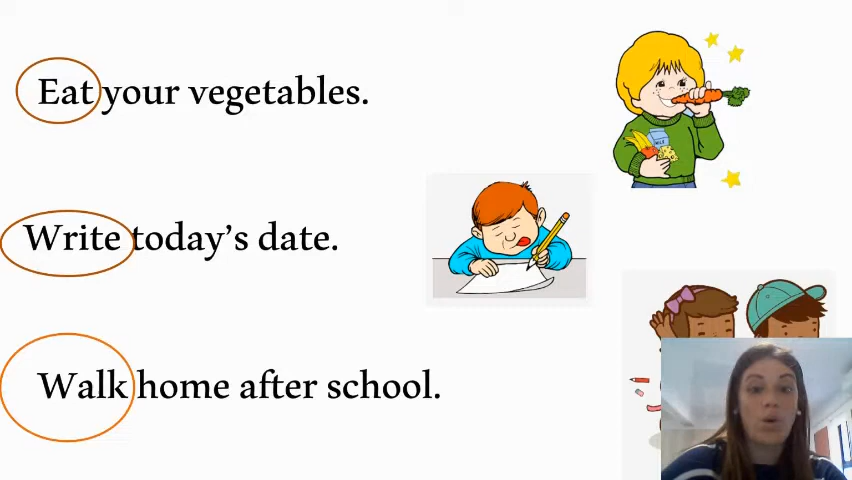 Eat your vegetables.
Write today's date.
Walk home after school.